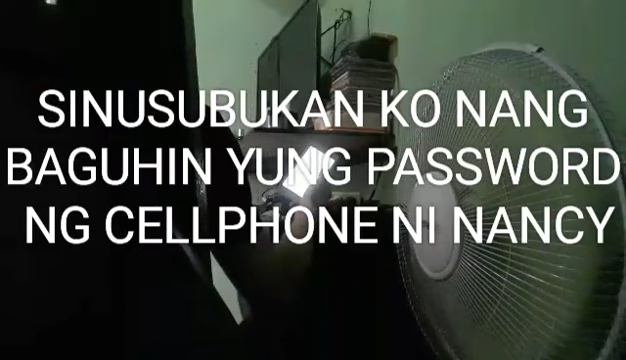 SINUSUBUKAN KO NANG
BAGUHIN YUNG PASSWORD
NG CELLPHONE NI NANCY